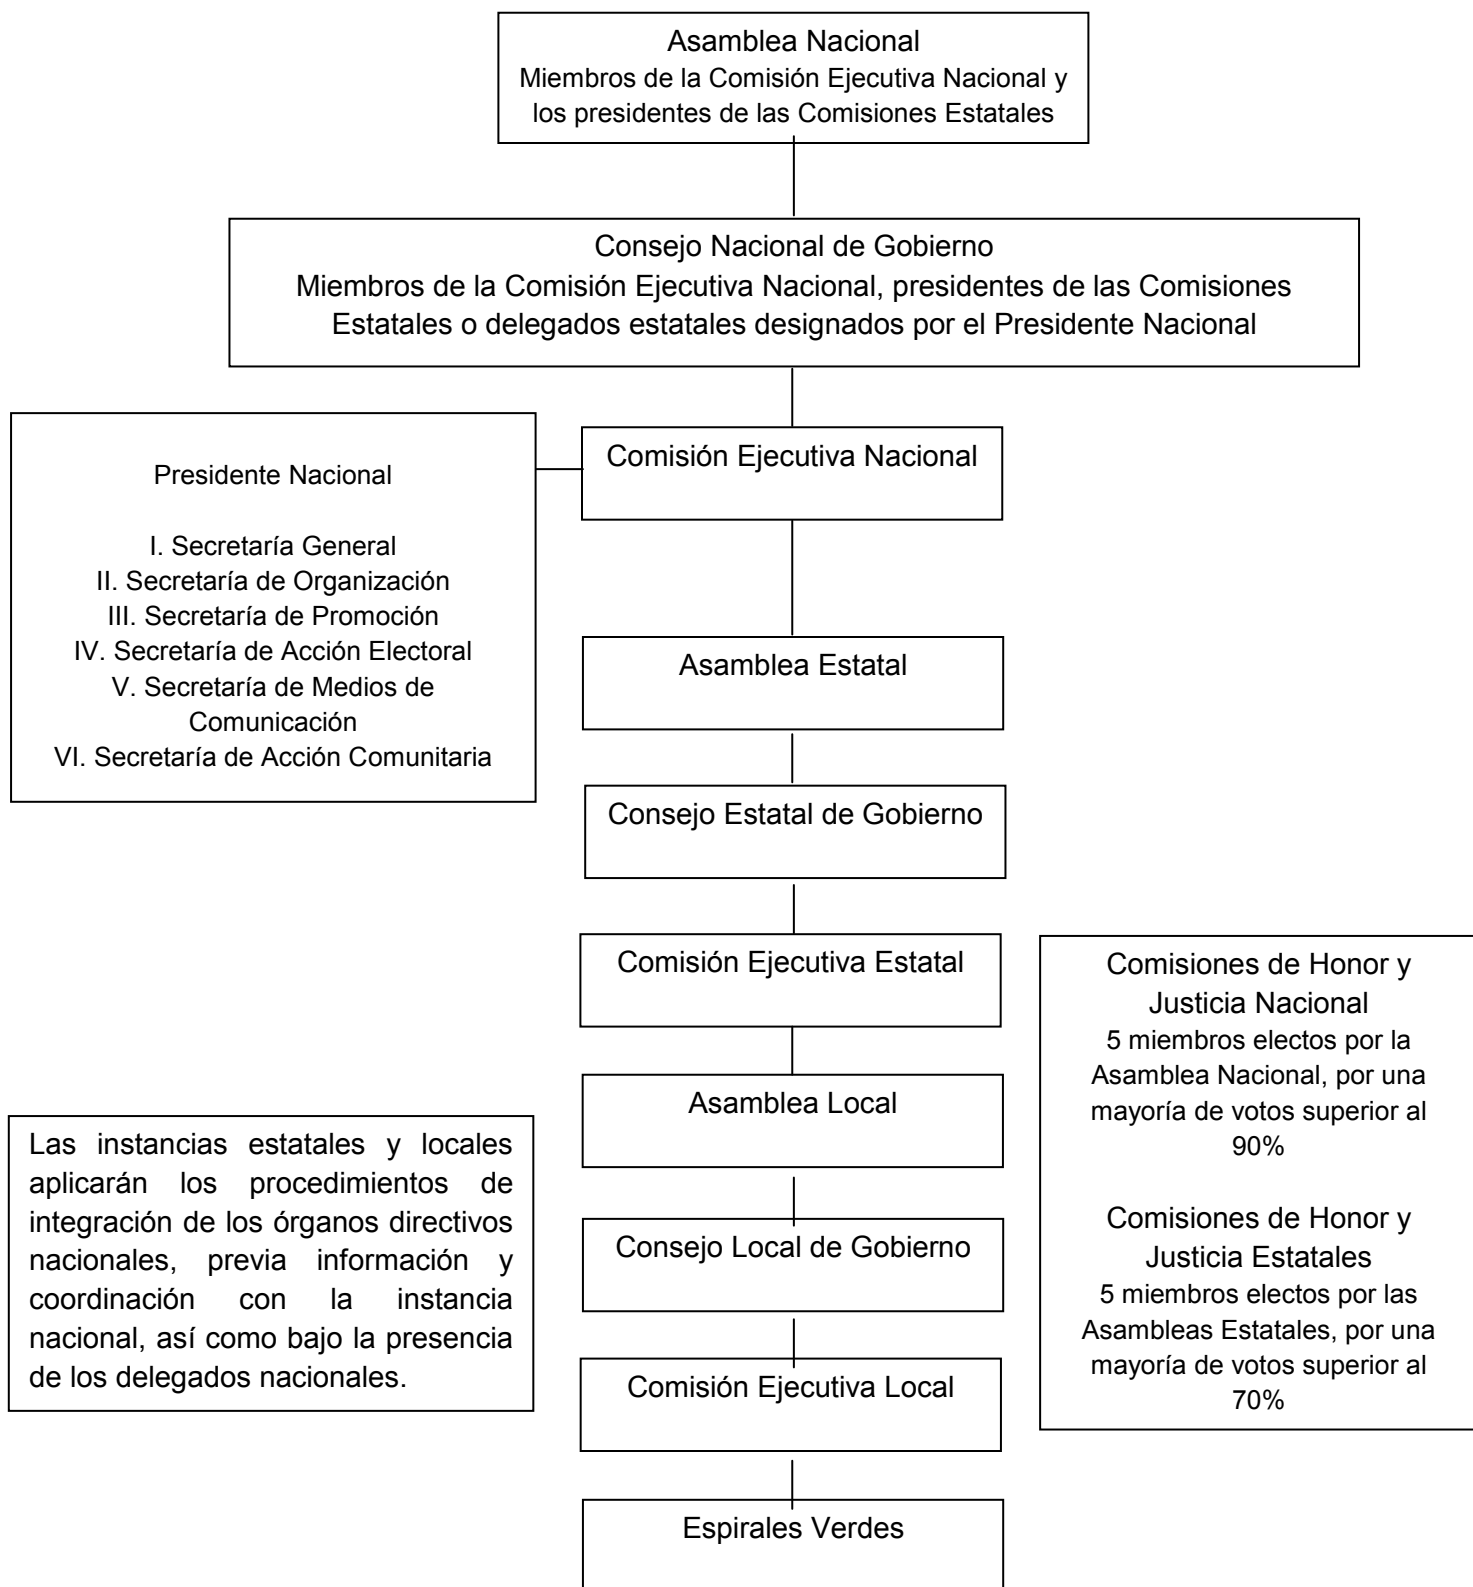 Asamblea Nacional
Miembros de la Comisión Ejecutiva Nacional y
los presidentes de las Comisiones Estatales
Consejo Nacional de Gobierno
Miembros de la Comisión Ejecutiva Nacional, presidentes de las Comisiones
Estatales o delegados estatales designados por el Presidente Nacional
Comisión Ejecutiva Nacional
Presidente Nacional
I. Secretaría General
II. Secretaría de Organización
III. Secretaría de Promoción
IV. Secretaría de Acción Electoral
V. Secretaría de Medios de
Comunicación
VI. Secretaría de Acción Comunitaria
Asamblea Estatal
Consejo Estatal de Gobierno
Comisión Ejecutiva Estatal
Asamblea Local
Consejo Local de Gobierno
Comisión Ejecutiva Local
Espirales Verdes
Las instancias estatales y locales
aplicarán los procedimientos de
integración de los órganos directivos
nacionales, previa información y
coordinación con la instancia
nacional, así como bajo la presencia
de los delegados nacionales.
Comisiones de Honor y
Justicia Nacional
5 miembros electos por la
Asamblea Nacional, por una
mayoría de votos superior al
90%
Comisiones de Honor y
Justicia Estatales
5 miembros electos por las
Asambleas Estatales, por una
mayoría de votos superior al
70%